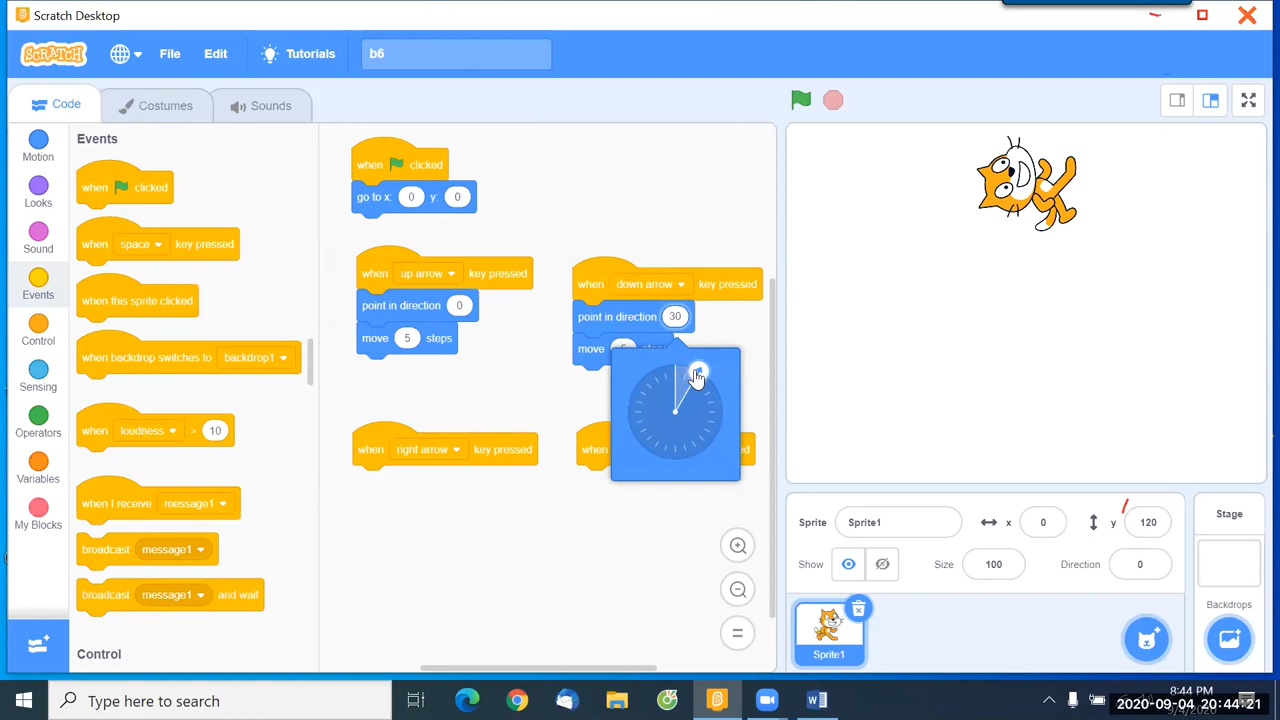 Scratch Desktop
SCRATCH
File
Edit
Tutorials
b6
Code
Costumes
Sounds
Motion
Looks
Sound
Events
Control
Sensing
Operators
Variables
My Blocks
Events
when clicked
when space key pressed
when this sprite clicked
when backdrop switches to backdrop1
when loudness > 10
when I receive message1
broadcast message1
broadcast message1 and wait
Control
when clicked
go to x: 0 y: 0
when up arrow key pressed
point in direction 0
move 5 steps
when down arrow key pressed
point in direction 30
move
when right arrow key pressed
when
Sprite Sprite1 x 0 y 120
Show Size 100 Direction 0
Sprite1
Stage
Backdrops
Type here to search
8:44 PM
2020-09-04 20:44:21